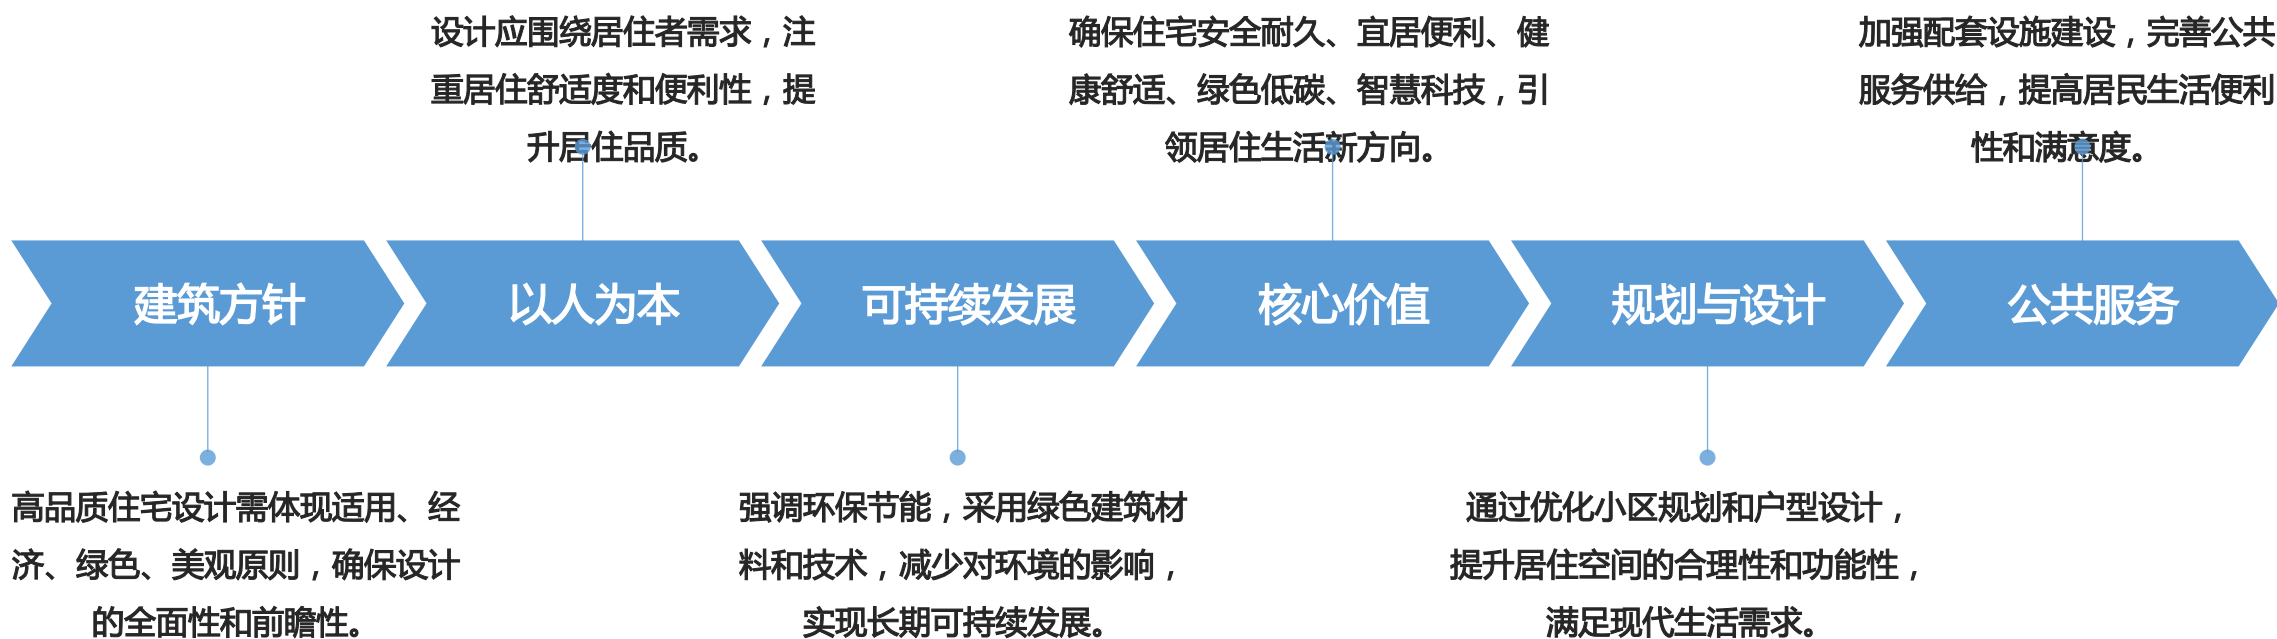 设计应围绕居住者需求，注
重居住舒适度和便利性，提
升居住品质。
确保住宅安全耐久、宜居便利、健
康舒适、绿色低碳、智慧科技，引
领居住生活新方向。
加强配套设施建设，完善公共
服务供给，提高居民生活便利
性和满意度。
建筑方针
以人为本
可持续发展
核心价值
规划与设计
公共服务
高品质住宅设计需体现适用、经
济、绿色、美观原则，确保设计
的全面性和前瞻性。
强调环保节能，采用绿色建筑材
料和技术，减少对环境的影响，
实现长期可持续发展。
通过优化小区规划和户型设计，
提升居住空间的合理性和功能性，
满足现代生活需求。